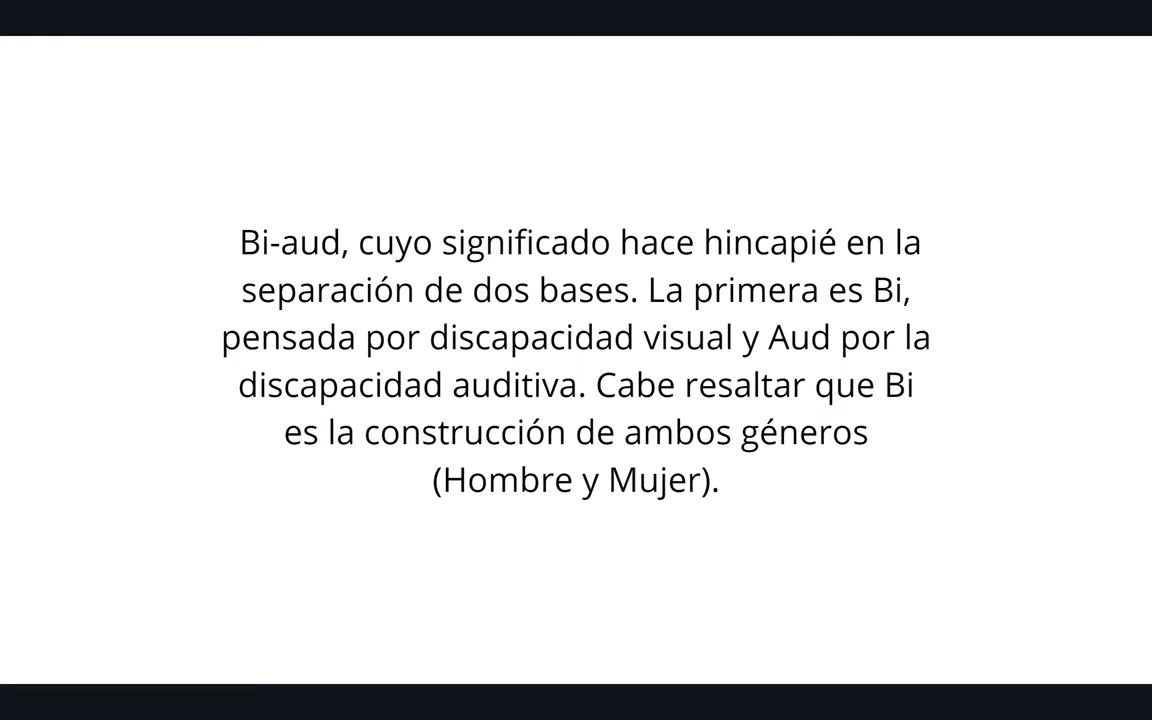 Bi-aud, cuyo significado hace hincapié en la
separación de dos bases. La primera es Bi,
pensada por discapacidad visual y Aud por la
discapacidad auditiva. Cabe resaltar que Bi
es la construcción de ambos géneros
(Hombre y Mujer).